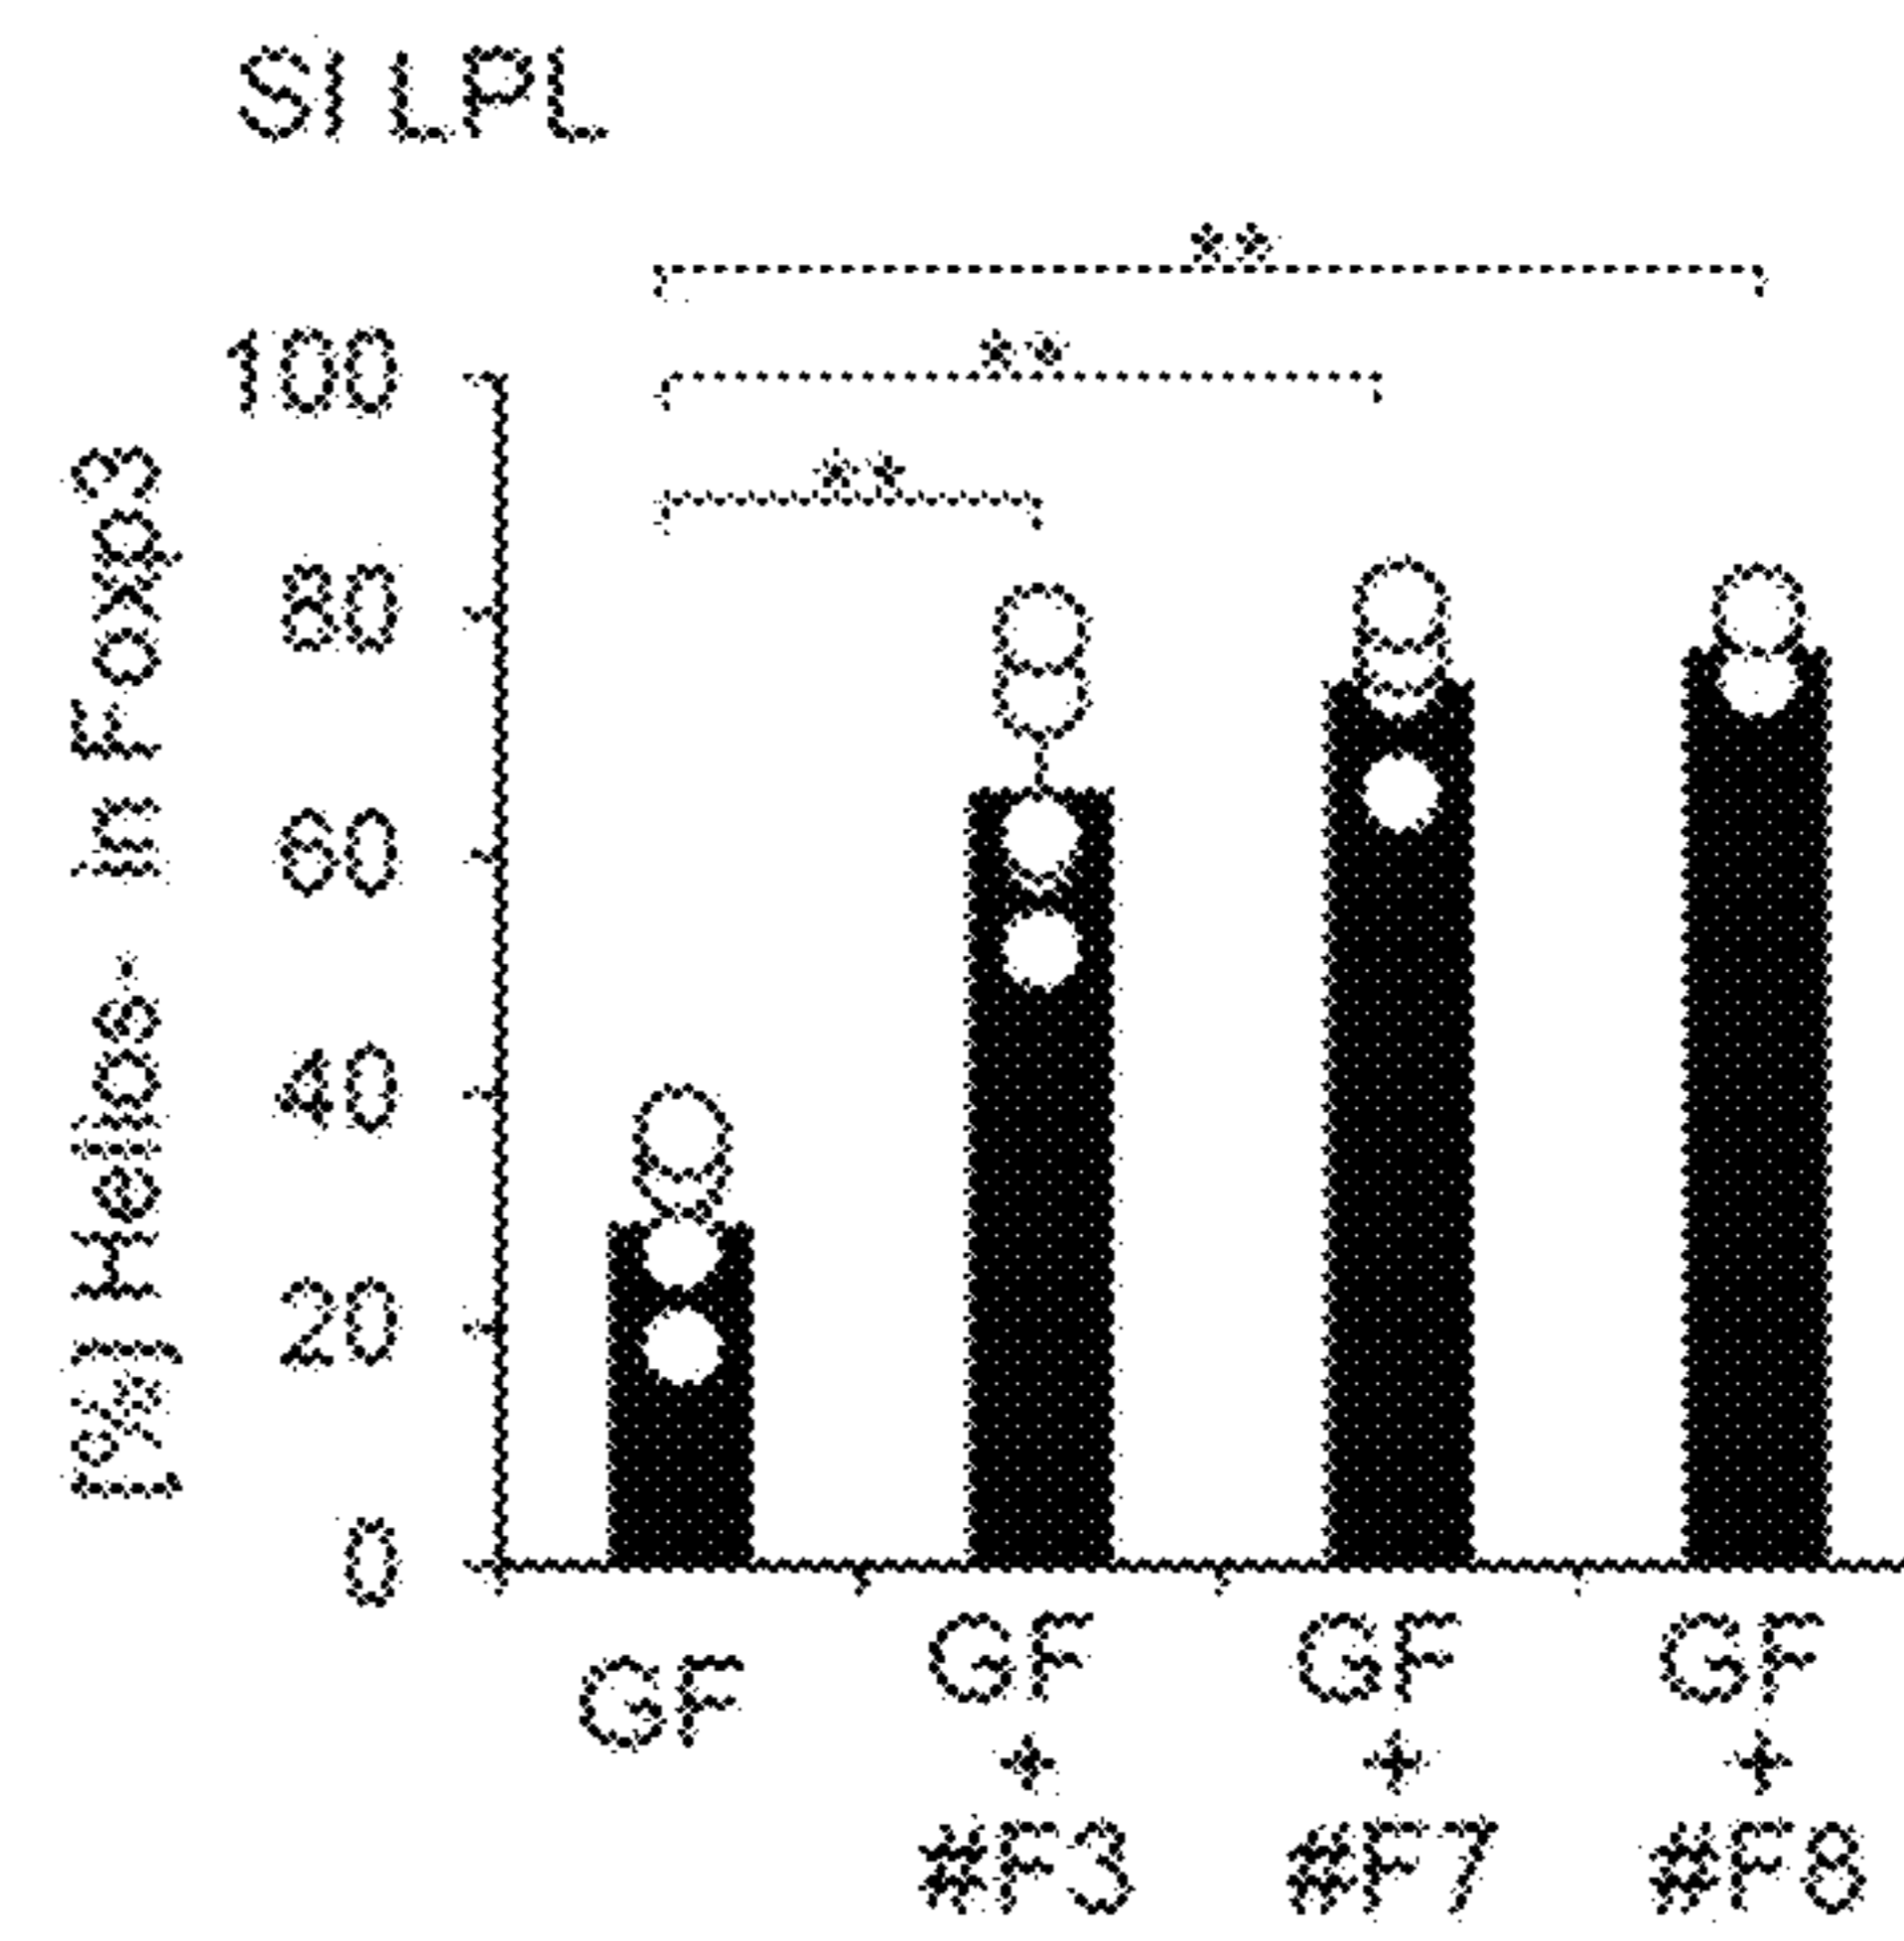 SI LPL
**
**
**
[%] Helios- in Foxp3
100
80
60
40
20
0
GF
GF + #F3
GF + #F7
GF + #F8